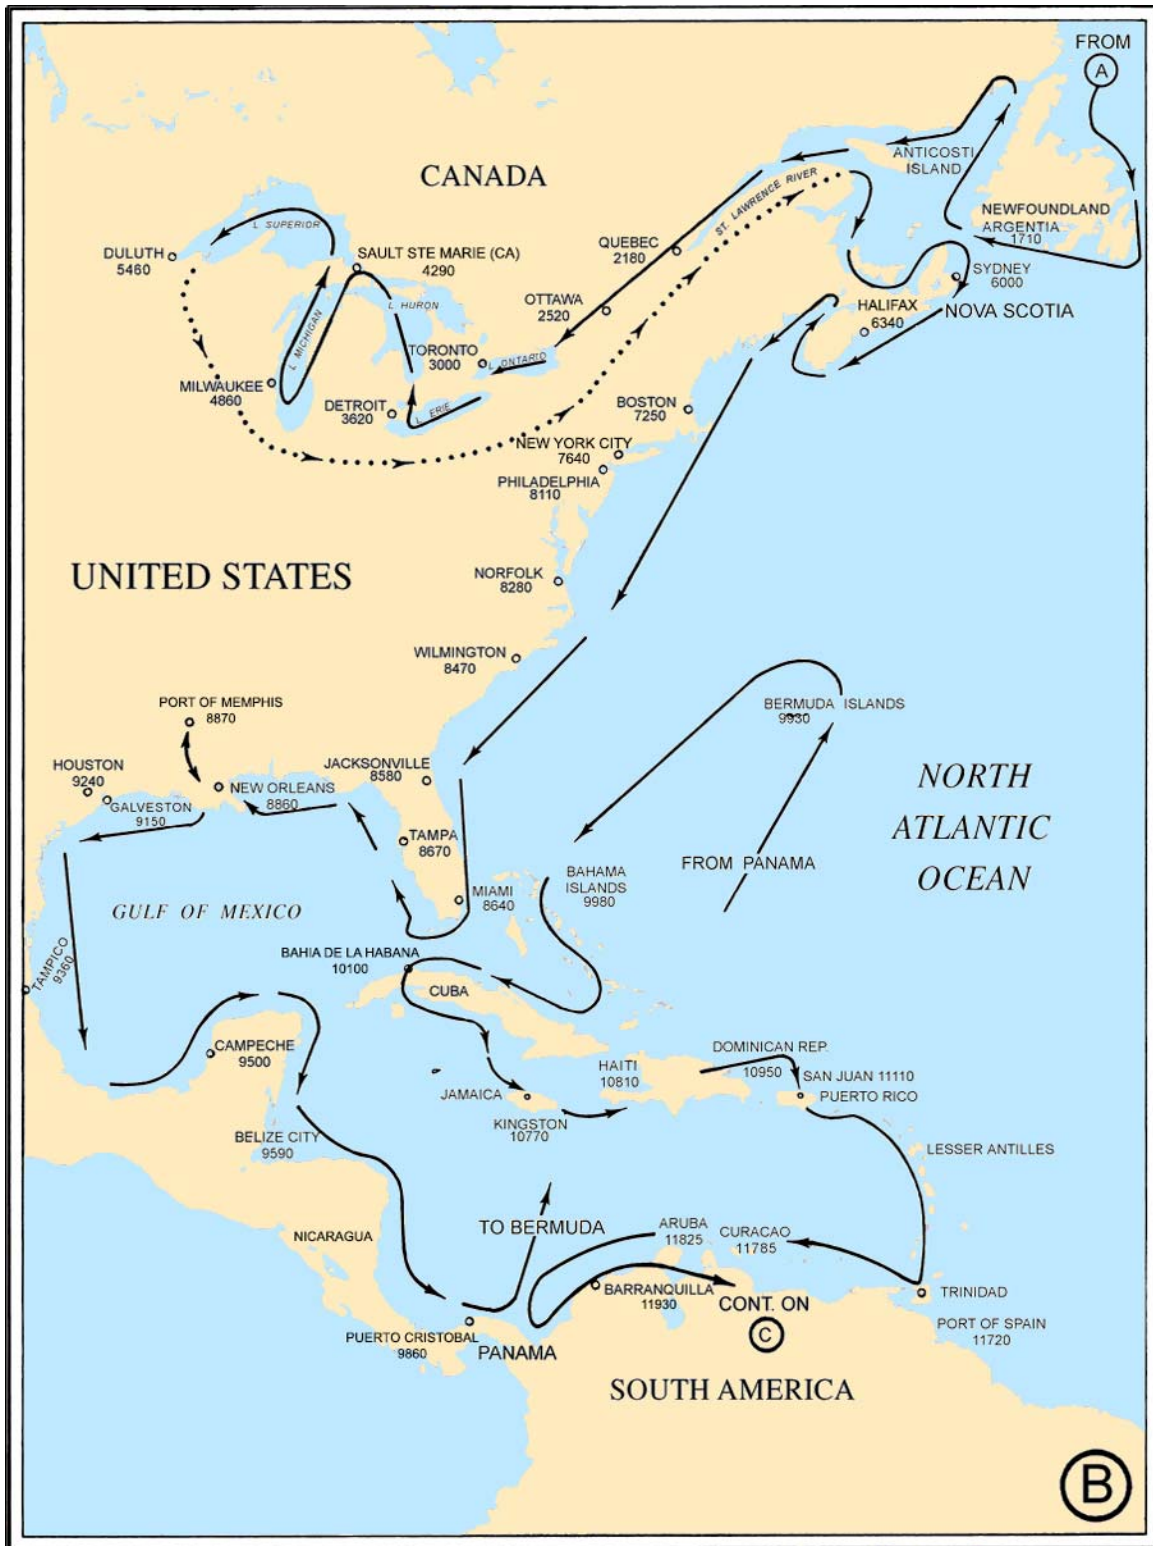 FROM
A
CANADA
ANTICOSTI
ISLAND
ST. LAWRENCE RIVER
NEWFOUNDLAND
ARGENTIA
1710
L SUPERIOR
DULUTH
5460
SAULT STE MARIE (CA)
4290
QUEBEC
2180
SYDNEY
6000
L HURON
OTTAWA
2520
HALIFAX
6340
NOVA SCOTIA
L MICHIGAN
TORONTO
3000
L ONTARIO
MILWAUKEE
4860
DETROIT
3620
L ERIE
BOSTON
7250
NEW YORK CITY
7640
PHILADELPHIA
8110
UNITED STATES
NORFOLK
8280
WILMINGTON
8470
PORT OF MEMPHIS
8870
BERMUDA ISLANDS
9930
HOUSTON
9240
JACKSONVILLE
8580
NEW ORLEANS
8860
GALVESTON
9150
NORTH
ATLANTIC
OCEAN
TAMPA
8670
FROM PANAMA
MIAMI
8640
BAHAMA
ISLANDS
9980
GULF OF MEXICO
TAMPICO
9360
BAHIA DE LA HABANA
10100
CUBA
CAMPECHE
9500
HAITI
10810
DOMINICAN REP.
10950
SAN JUAN 11110
PUERTO RICO
JAMAICA
KINGSTON
10770
BELIZE CITY
9590
LESSER ANTILLES
NICARAGUA
TO BERMUDA
ARUBA
11825
CURACAO
11785
BARRANQUILLA
11930
TRINIDAD
CONT. ON
C
PORT OF SPAIN
11720
PUERTO CRISTOBAL
9860
PANAMA
SOUTH AMERICA
B